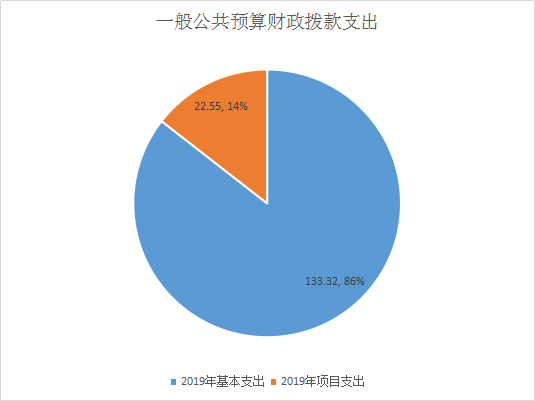 一般公共预算财政拨款支出
22.55, 14%
133.32, 86%
2019年基本支出 2019年项目支出